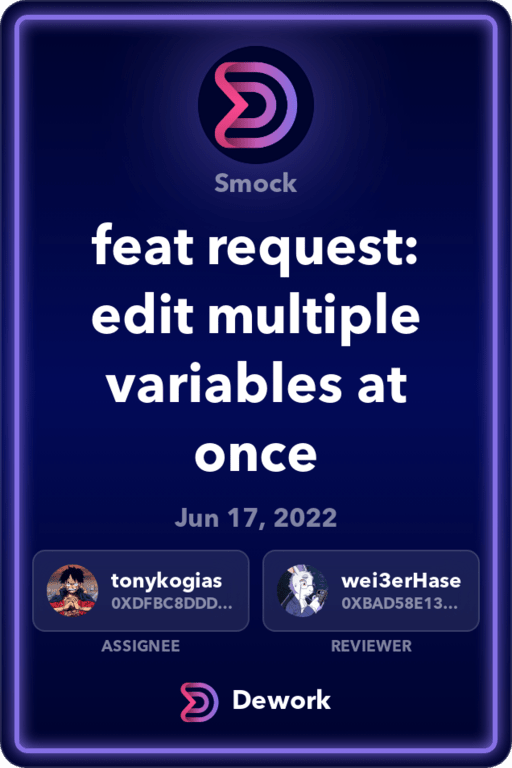 Smock
feat request:
edit multiple
variables at
once
Jun 17, 2022
tonykogias
0XDFBC8DDD...
wei3erHase
0XBAD58E13...
ASSIGNEE
REVIEWER
Dework